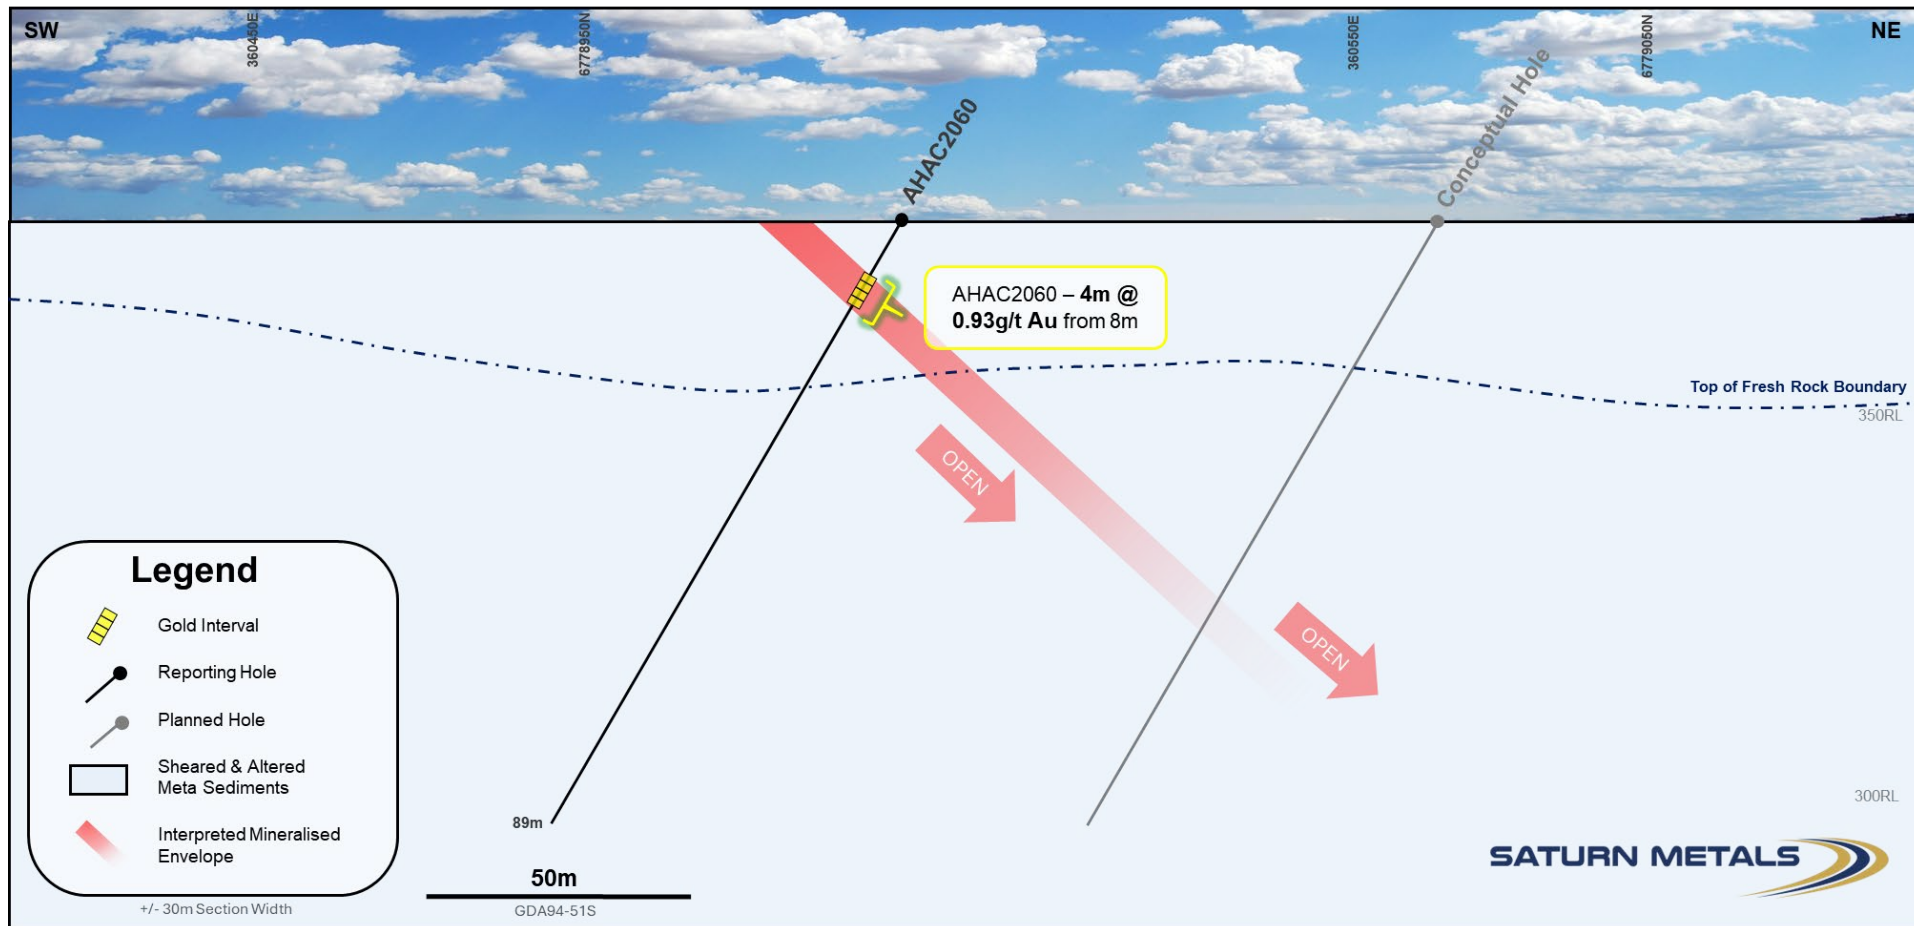 SW
NE
360450E
6778950N
360550E
6779050N
AHAC2060
Conceptual Hole
AHAC2060 – 4m @
0.93g/t Au from 8m
Top of Fresh Rock Boundary
350RL
OPEN
OPEN
300RL
89m
Legend
Gold Interval
Reporting Hole
Planned Hole
Sheared & Altered
Meta Sediments
Interpreted Mineralised
Envelope
+/- 30m Section Width
50m
GDA94-51S
SATURN METALS